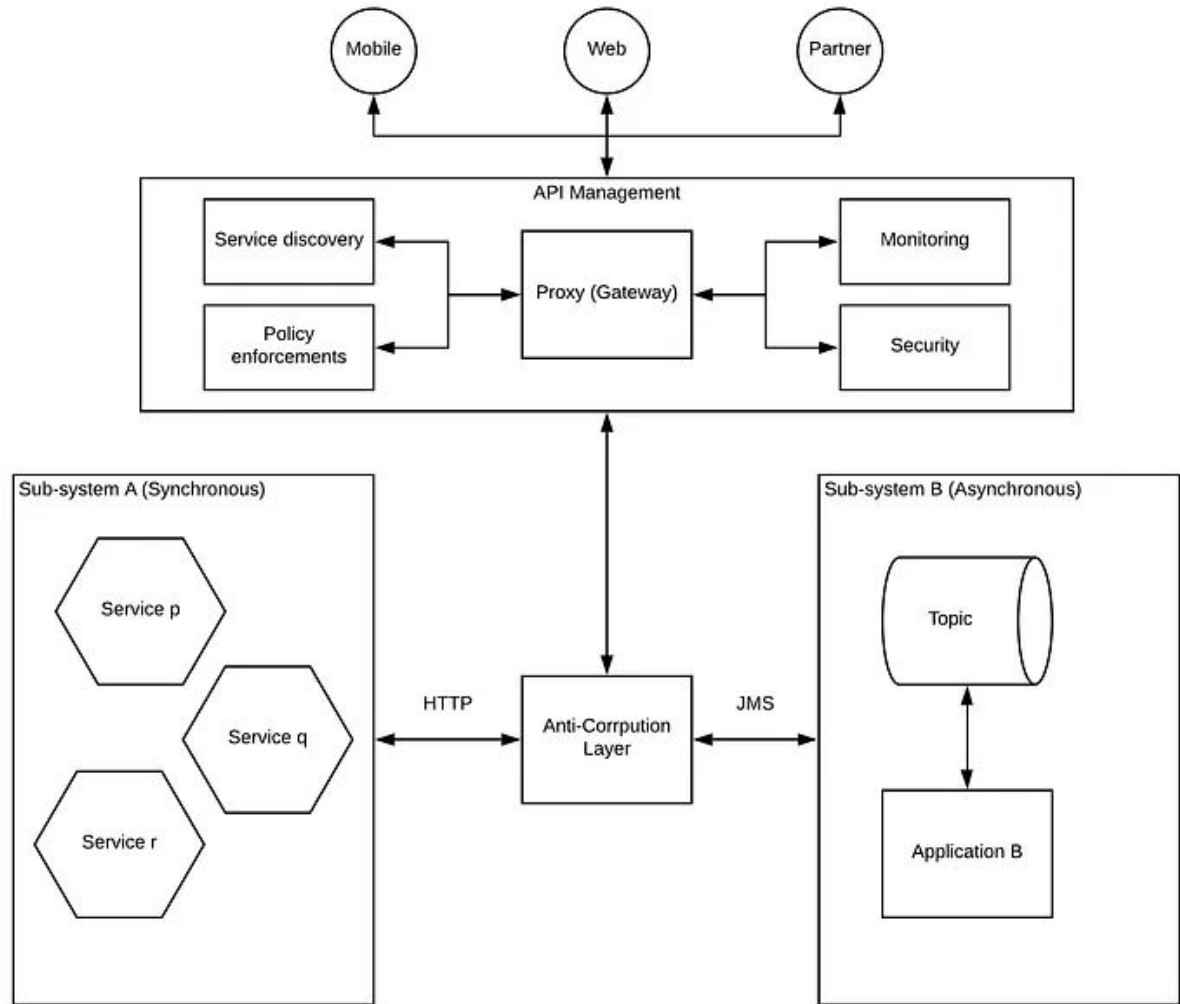 Mobile
Web
Partner
API Management
Service discovery
Proxy (Gateway)
Monitoring
Policy
enforcements
Security
Sub-system A (Synchronous)
Sub-system B (Asynchronous)
Service p
Topic
Service q
HTTP
Anti-Corrpution
Layer
JMS
Service r
Application B